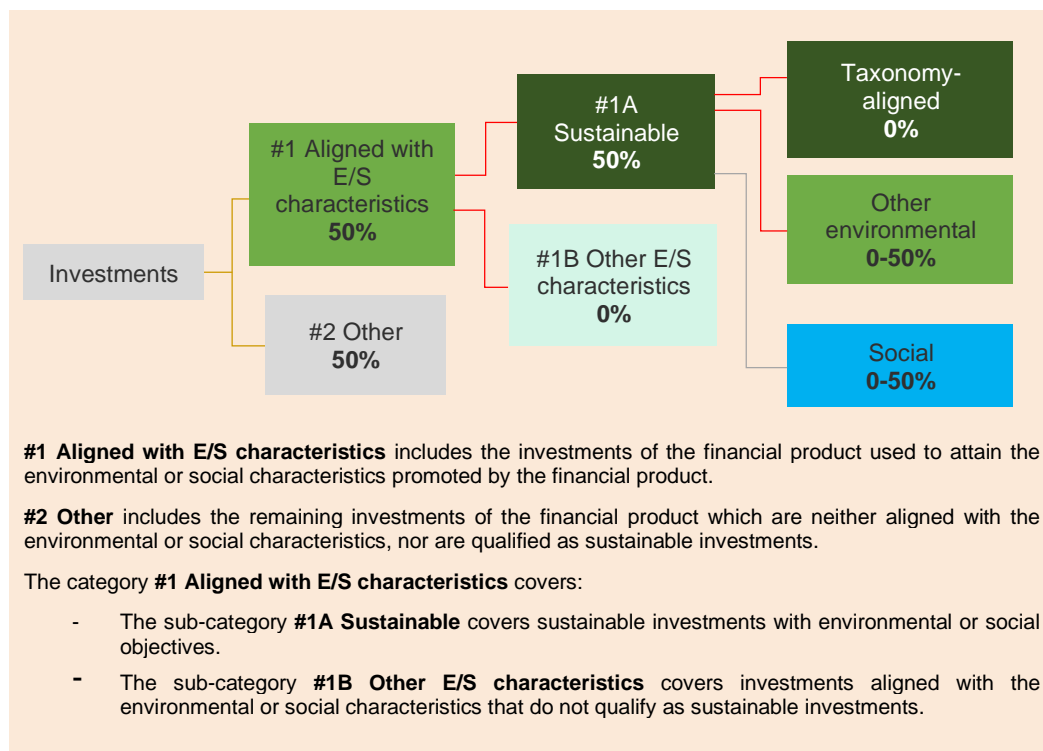 Investments
#1 Aligned with
E/S
characteristics
50%
#2 Other
50%
#1A
Sustainable
50%
#1B Other E/S
characteristics
0%
Taxonomy-
aligned
0%
Other
environmental
0-50%
Social
0-50%
#1 Aligned with E/S characteristics includes the investments of the financial product used to attain the
environmental or social characteristics promoted by the financial product.
#2 Other includes the remaining investments of the financial product which are neither aligned with the
environmental or social characteristics, nor are qualified as sustainable investments.
The category #1 Aligned with E/S characteristics covers:
- The sub-category #1A Sustainable covers sustainable investments with environmental or social
objectives.
- The sub-category #1B Other E/S characteristics covers investments aligned with the
environmental or social characteristics that do not qualify as sustainable investments.